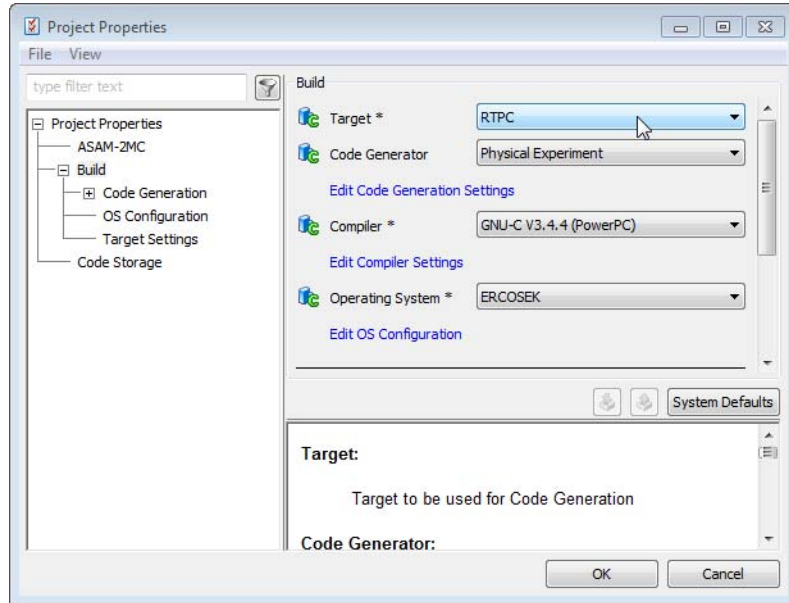 Project Properties
File View
type filter text
Project Properties
ASAM-2MC
Build
Code Generation
OS Configuration
Target Settings
Code Storage
Build
Target * RTPC
Code Generator Physical Experiment
Edit Code Generation Settings
Compiler * GNU-C V3.4.4 (PowerPC)
Edit Compiler Settings
Operating System * ERCOSEK
Edit OS Configuration
System Defaults
Target:
Target to be used for Code Generation
Code Generator:
OK Cancel